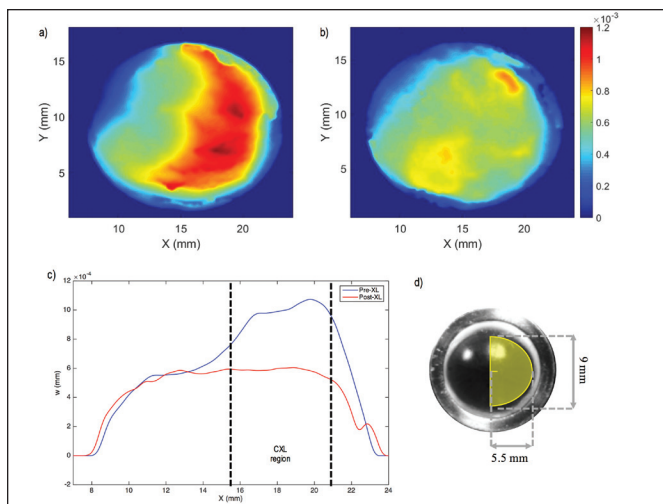 a)
b)
×10⁻³
15
10
5
Y (mm)
10
15
20
X (mm)
15
10
5
Y (mm)
10
15
20
X (mm)
1.2
1
0.8
0.6
0.4
0.2
0
c)
×10⁻⁴
12
10
8
6
4
2
0
-2
w (mm)
Pre-XL
Post-XL
CXL
region
8
10
12
14
16
18
20
22
24
X (mm)
d)
9 mm
5.5 mm